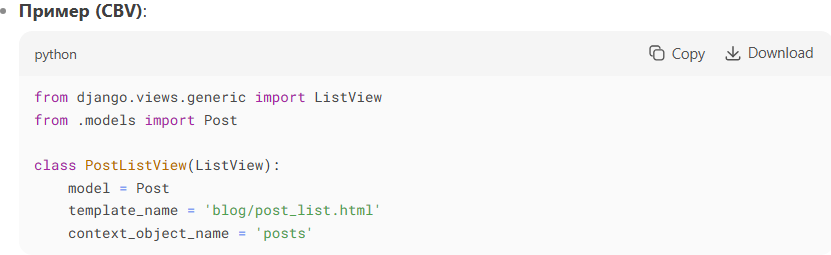 • Пример (CBV):
python Copy Download
from django.views.generic import ListView
from .models import Post

class PostListView(ListView):
    model = Post
    template_name = 'blog/post_list.html'
    context_object_name = 'posts'